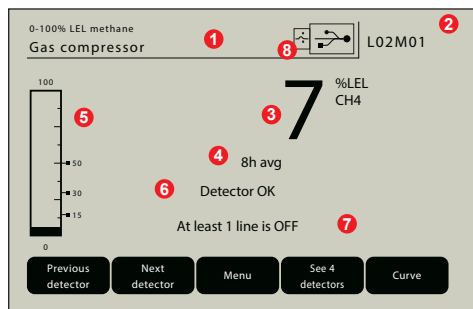 0-100% LEL methane
Gas compressor
1
8
L02M01
2
100
5
50
30
15
0
3
7
%LEL
CH4
4
8h avg
6
Detector OK
At least 1 line is OFF
7
Previous
detector
Next
detector
Menu
See 4
detectors
Curve